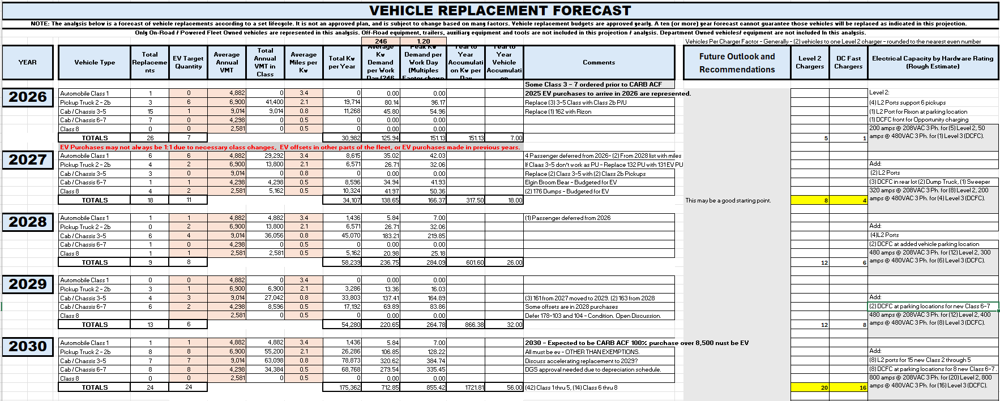 VEHICLE REPLACEMENT FORECAST
NOTE: The analysis below is a forecast of vehicle replacements according to a set lifecycle. It is not an approved plan, and is subject to change based on many factors. Vehicle replacement budgets are approved yearly. A ten (or more) year forecast cannot guarantee those vehicles will be replaced as indicated in this projection.
Only On-Road / Powered Fleet Owned vehicles are represented in this analysis. Off-Road equipment, trailers, auxiliary equipment and tools are not included in this projection / analysis. Department Owned vehicles/ equipment are not included in this analysis.
246 1.20 Vehicles Per Charger Factor - Generally - (2) vehicles to one Level 2 charger - rounded to the nearest even number
YEAR Vehicle Type Total Replacements EV Target Quantity Average Annual VMT Total Annual VMT in Class Average Miles per Kw Total Kw per Year Average Kw Demand per Work Day (246 Peak Kw Demand per Work Day (Multiples Factor shown Year to Year Accumulation Kw per Day Year to Year Vehicle Accumulation Comments Future Outlook and Recommendations Level 2 Chargers DC Fast Chargers Electrical Capacity by Hardware Rating (Rough Estimate)
Some Class 3 - 7 ordered prior to CARB ACF
2026 Automobile Class 1 1 0 4,882 0 3.4 0 0 0.00 2025 EV purchases to arrive in 2026 are represented. Level 2:
Pickup Truck 2 - 2b 3 6 6,900 41,400 2.1 19,714 80.14 96.17 Replace (3) 3-5 Class with Class 2b P/U (4) L2 Ports support 6 pickups
Cab / Chassis 3-5 15 1 9,014 9,014 0.8 11,268 45.80 54.96 Replace (1) 162 with Rizon (1) L2 Port for Rixon at parking location
Cab / Chassis 6-7 7 0 4,298 0 0.5 0 0.00 0.00 (1) DCFC front for Opportunity charging
Class 8 0 0 2,581 0 0.5 0 0.00 0.00 200 amps @ 208VAC 3 Ph. for (5) Level 2, 50
TOTALS 26 7 30,982 125.94 151.13 151.13 7.00 5 1 amps @ 480VAC 3 Ph. for (1) Level 3 (DCFC).
EV Purchases may not always be 1:1 due to necessary class changes, EV offsets in other parts of the fleet, or EV purchases made in previous years.
2027 Automobile Class 1 6 6 4,882 29,292 3.4 8,615 35.02 42.03 4 Passenger deferred from 2026- (2) From 2028 list with miles
Pickup Truck 2 - 2b 4 2 6,900 13,800 2.1 6,571 26.71 32.06 If Claas 3-5 don't work as PU - Replace 132 PU with 131 EV PU Add:
Cab / Chassis 3-5 3 0 9,014 0 0.8 0 0.00 0.00 Replace (2) Class 3-5 with (2) Class 2b Pickups (2) L2 Ports
Cab / Chassis 6-7 1 1 4,298 4,298 0.5 8,596 34.94 41.93 Elgin Broom Bear - Budgeted for EV (3) DCFC in rear lot (2) Dump Truck, (1) Sweeper
Class 8 4 2 2,581 5,162 0.5 10,324 41.97 50.36 (2) 176 Dumps - Budgeted for EV 320 amps @ 208VAC 3 Ph. for (8) Level 2, 200
TOTALS 18 11 34,107 138.65 166.37 317.50 18.00 This may be a good starting point. 8 4 amps @ 480VAC 3 Ph. for (4) Level 3 (DCFC).
2028 Automobile Class 1 1 1 4,882 4,882 3.4 1,436 5.84 7.00 (1) Passenger deferred from 2026
Pickup Truck 2 - 2b 0 2 6,900 13,800 2.1 6,571 26.71 32.06 Add:
Cab / Chassis 3-5 6 4 9,014 36,056 0.8 45,070 183.21 219.85 (4)L2 Ports
Cab / Chassis 6-7 1 0 4,298 0 0.5 0 0.00 0.00 (2) DCFC at added vehicle parking location
Class 8 1 1 2,581 2,581 0.5 5,162 20.98 25.18 480 amps @ 208VAC 3 Ph. for (12) Level 2, 300
TOTALS 9 8 58,239 236.75 284.09 601.60 26.00 12 6 amps @ 480VAC 3 Ph. for (6) Level 3 (DCFC).
2029 Automobile Class 1 0 0 4,882 0 3.4 0 0.00 0.00
Pickup Truck 2 - 2b 3 1 6,900 6,900 2.1 3,286 13.36 16.03
Cab / Chassis 3-5 4 3 9,014 27,042 0.8 33,803 137.41 164.89 (3) 161 from 2027 moved to 2029. (2) 163 from 2028 Add:
Cab / Chassis 6-7 6 2 4,298 8,596 0.5 17,192 69.89 83.86 Some offsets are in 2028 purchases (2) DCFC at parking locations for new Class 6-7
Class 8 2,581 0 0.5 0 0.00 0.00 Defer 178-103 and 104 - Condition. Open Discussion. 480 amps @ 208VAC 3 Ph. for (12) Level 2, 400
TOTALS 13 6 54,280 220.65 264.78 866.38 32.00 12 8 amps @ 480VAC 3 Ph. for (8) Level 3 (DCFC).
2030 Automobile Class 1 1 1 4,882 4,882 3.4 1,436 5.84 7.00 2030 - Expected to be CARB ACF 100% purchase over 8,500 nust be EV
Pickup Truck 2 - 2b 8 8 6,900 55,200 2.1 26,286 106.85 128.22 All must be ev - OTHER THAN EXEMPTIONS. Add:
Cab / Chassis 3-5 7 7 9,014 63,098 0.8 78,873 320.62 384.74 Discuss accelerating replacement to 2029? (8) L2 ports for 15 new Class 2 through 5
Cab / Chassis 6-7 8 8 4,298 34,384 0.5 68,768 279.54 335.45 DGS approval needed due to depreciation schedule. (8) DCFC at parking locations for 8 new Class 6-7.
Class 8 0 0 2,581 0 0.5 0 0.00 0.00 800 amps @ 208VAC 3 Ph. for (20) Level 2, 800
TOTALS 24 24 175,362 712.85 855.42 1721.81 56.00 (42) Class 1 thru 5, (14) Class 6 thru 8 20 16 amps @ 480VAC 3 Ph. for (16) Level 3 (DCFC).